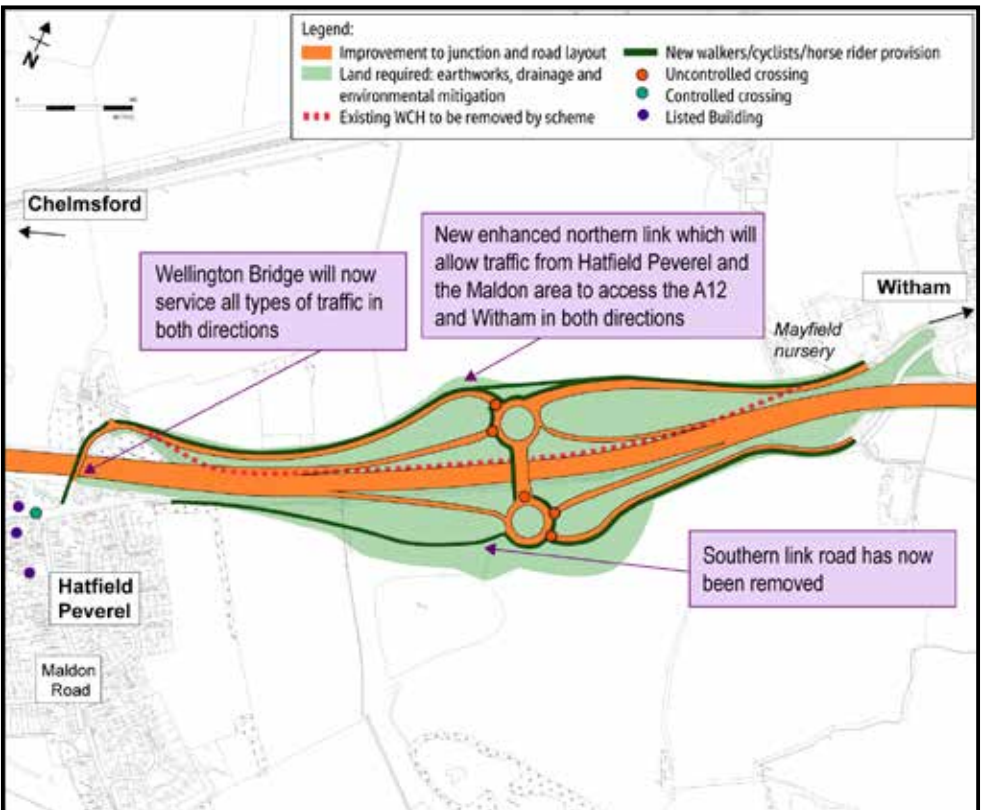 N
Legend:
Improvement to junction and road layout
Land required: earthworks, drainage and
environmental mitigation
Existing WCH to be removed by scheme
New walkers/cyclists/horse rider provision
Uncontrolled crossing
Controlled crossing
Listed Building
Chelmsford
Wellington Bridge will now
service all types of traffic in
both directions
New enhanced northern link which will
allow traffic from Hatfield Peverel and
the Maldon area to access the A12
and Witham in both directions
Witham
Mayfield
nursery
Southern link road has now
been removed
Hatfield
Peverel
Maldon
Road